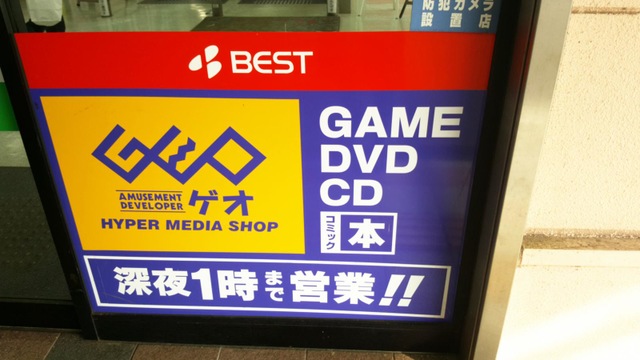 防犯カメラ
設置店
BEST
GEO
AMUSEMENT
DEVELOPER
ゲオ
HYPER MEDIA SHOP
GAME
DVD
CD
コミック
本
深夜1時まで営業!!